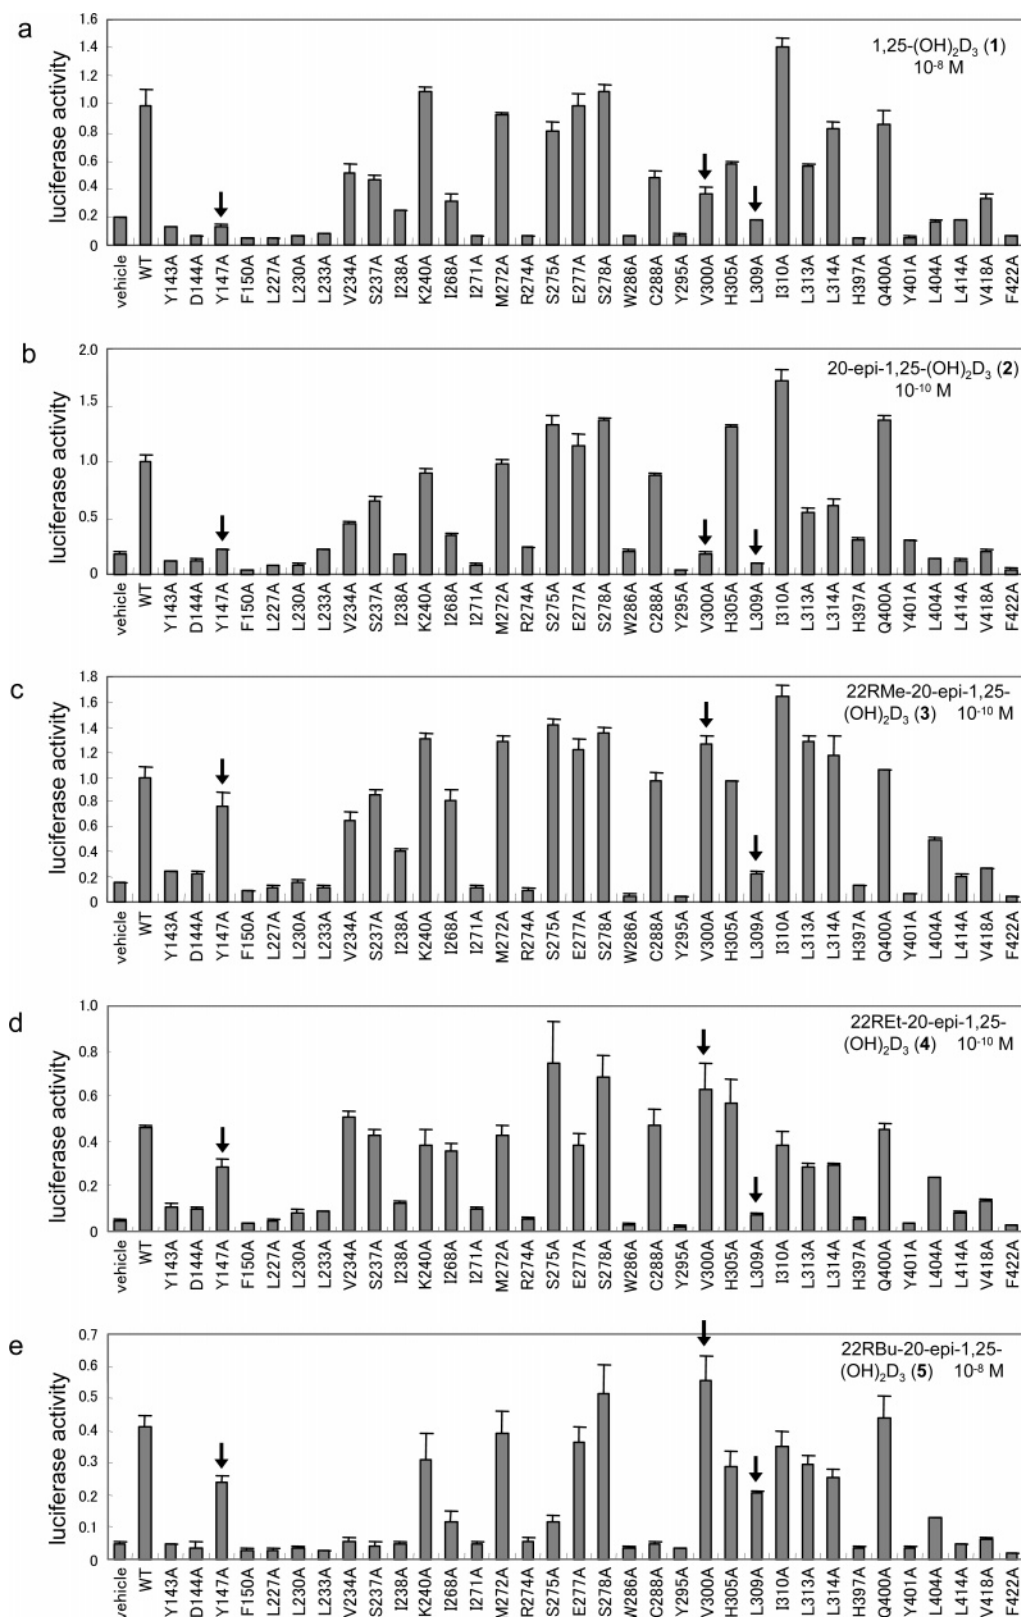 a
luciferase activity
1.6
1.4
1.2
1.0
0.8
0.6
0.4
0.2
0
1,25-(OH)₂D₃ (1)
10⁻⁸ M
vehicle WT Y143A D144A Y147A F150A L227A L230A L233A V234A S237A I238A K240A I268A I271A M272A R274A S275A E277A S278A W286A C288A Y295A V300A H305A L309A I310A L313A L314A H397A Q400A Y401A L404A L414A V418A F422A
b
luciferase activity
2.0
1.5
1.0
0.5
0
20-epi-1,25-(OH)₂D₃ (2)
10⁻¹⁰ M
vehicle WT Y143A D144A Y147A F150A L227A L230A L233A V234A S237A I238A K240A I268A I271A M272A R274A S275A E277A S278A W286A C288A Y295A V300A H305A L309A I310A L313A L314A H397A Q400A Y401A L404A L414A V418A F422A
c
luciferase activity
1.8
1.6
1.4
1.2
1.0
0.8
0.6
0.4
0.2
0
22RMe-20-epi-1,25-
(OH)₂D₃ (3) 10⁻¹⁰ M
vehicle WT Y143A D144A Y147A F150A L227A L230A L233A V234A S237A I238A K240A I268A I271A M272A R274A S275A E277A S278A W286A C288A Y295A V300A H305A L309A I310A L313A L314A H397A Q400A Y401A L404A L414A V418A F422A
d
luciferase activity
1.0
0.8
0.6
0.4
0.2
0
22REt-20-epi-1,25-
(OH)₂D₃ (4) 10⁻¹⁰ M
vehicle WT Y143A D144A Y147A F150A L227A L230A L233A V234A S237A I238A K240A I268A I271A M272A R274A S275A E277A S278A W286A C288A Y295A V300A H305A L309A I310A L313A L314A H397A Q400A Y401A L404A L414A V418A F422A
e
luciferase activity
0.7
0.6
0.5
0.4
0.3
0.2
0.1
0
22RBu-20-epi-1,25-
(OH)₂D₃ (5) 10⁻⁸ M
vehicle WT Y143A D144A Y147A F150A L227A L230A L233A V234A S237A I238A K240A I268A I271A M272A R274A S275A E277A S278A W286A C288A Y295A V300A H305A L309A I310A L313A L314A H397A Q400A Y401A L404A L414A V418A F422A